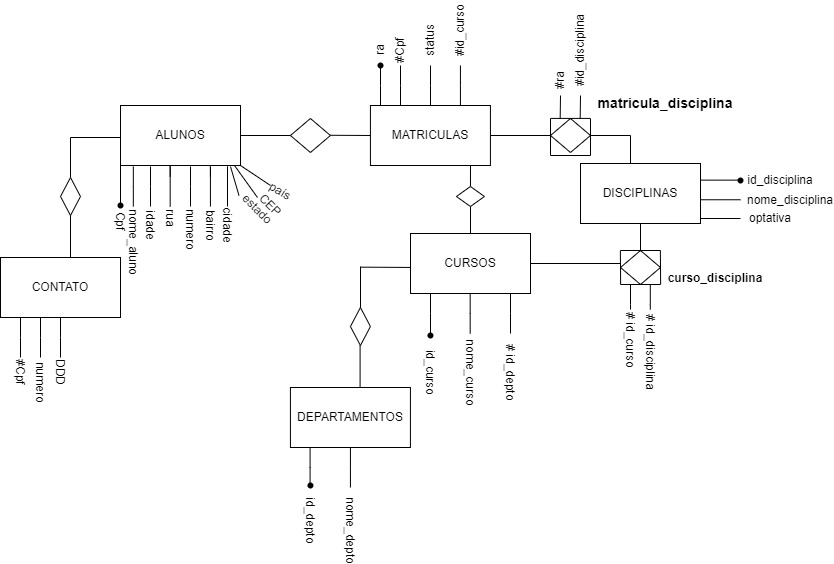 ra
#Cpf
status
#id_curso
#ra
#id_disciplina
matricula_disciplina
ALUNOS
MATRICULAS
DISCIPLINAS
id_disciplina
nome_disciplina
optativa
Cpf
nome_aluno
idade
rua
numero
bairro
cidade
estado
CEP
país
CONTATO
#Cpf
numero
DDD
CURSOS
curso_disciplina
# id_curso
# id_disciplina
id_curso
nome_curso
# id_depto
DEPARTAMENTOS
id_depto
nome_depto